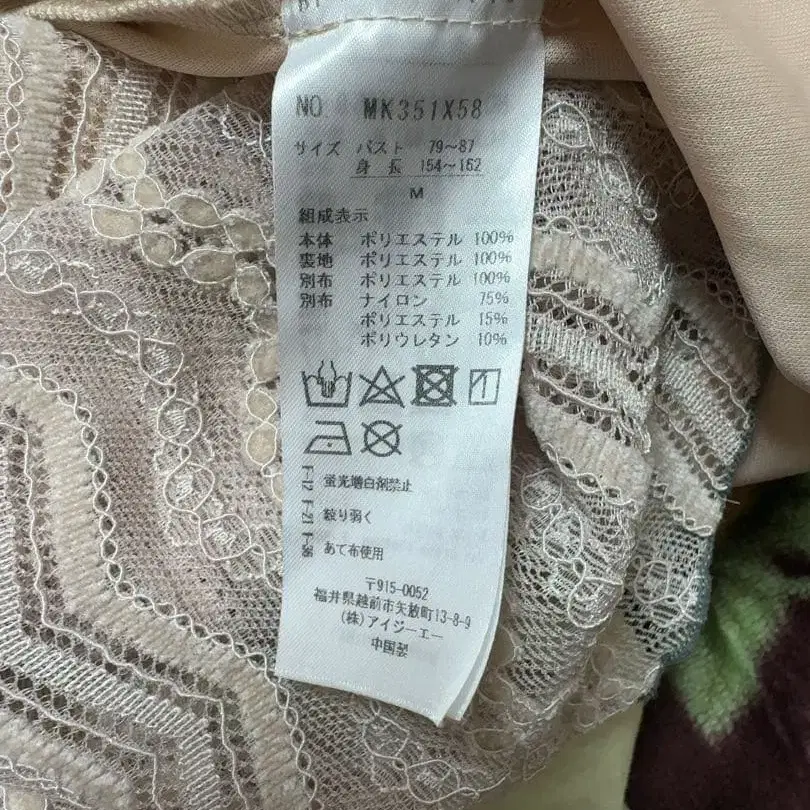 NO. MK351X58
サイズ バスト 79～87
身長 154～162
M
組成表示
本体 ポリエステル 100%
裏地 ポリエステル 100%
別布 ポリエステル 100%
別布 ナイロン 75%
ポリエステル 15%
ポリウレタン 10%
F-12 蛍光増白剤禁止
F-21 絞り弱く
F-36 あて布使用
〒915-0052
福井県越前市矢放町13-8-9
(株)アイジーエー
中国製